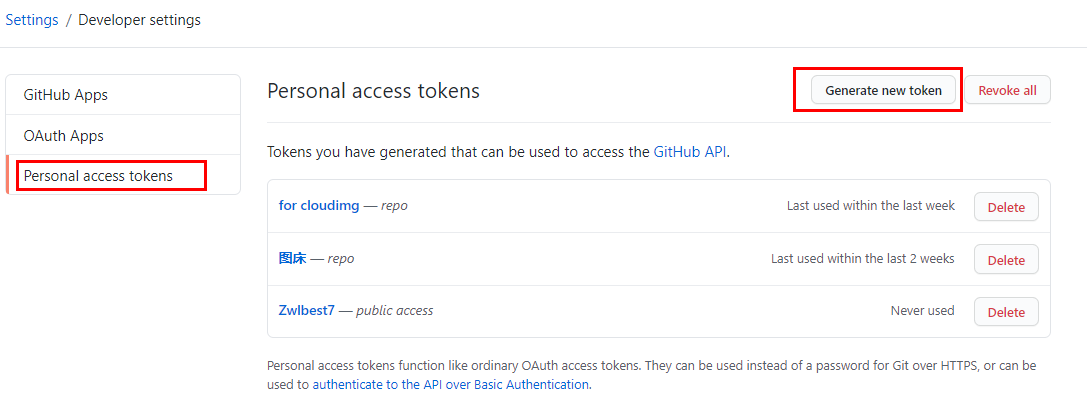 Settings / Developer settings
GitHub Apps
OAuth Apps
Personal access tokens
Personal access tokens
Generate new token
Revoke all
Tokens you have generated that can be used to access the GitHub API.
for cloudimg — repo
Last used within the last week
Delete
图床 — repo
Last used within the last 2 weeks
Delete
Zwlbest7 — public access
Never used
Delete
Personal access tokens function like ordinary OAuth access tokens. They can be used instead of a password for Git over HTTPS, or can be
used to authenticate to the API over Basic Authentication.